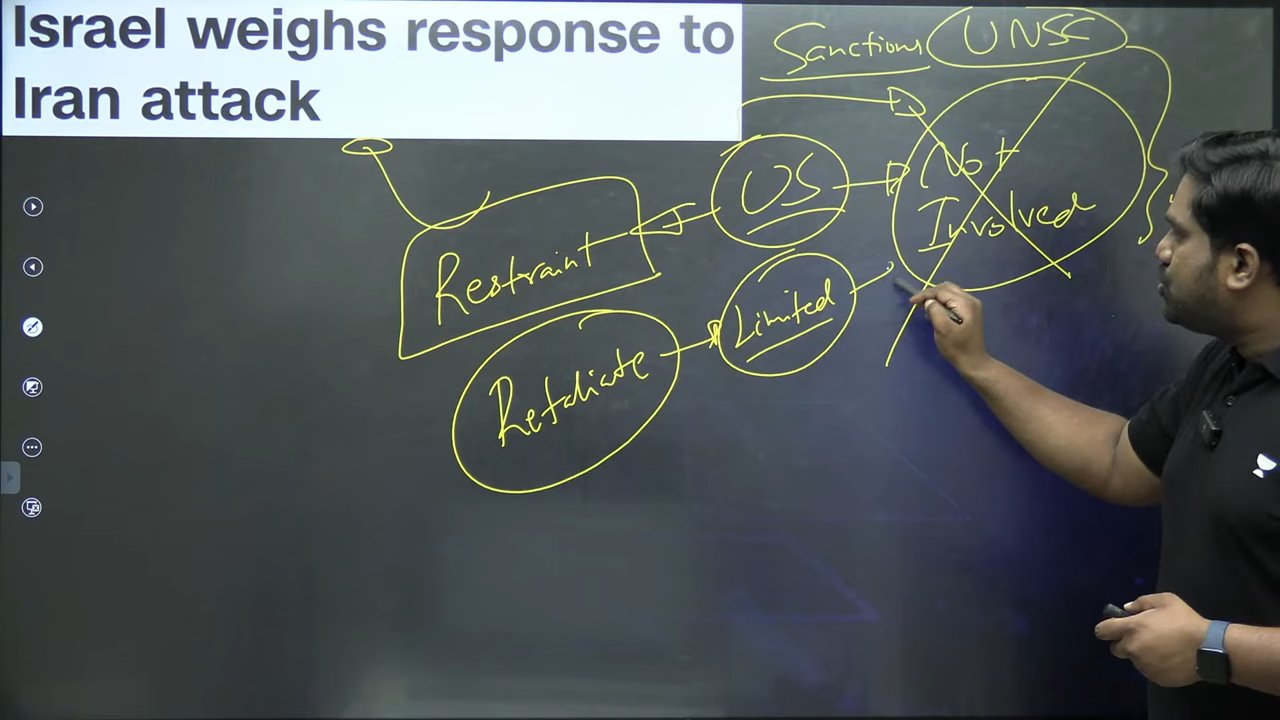 Israel weighs response to
Iran attack
Sanctions UNSC
US
Not
Involved
Restraint
Limited
Retaliate